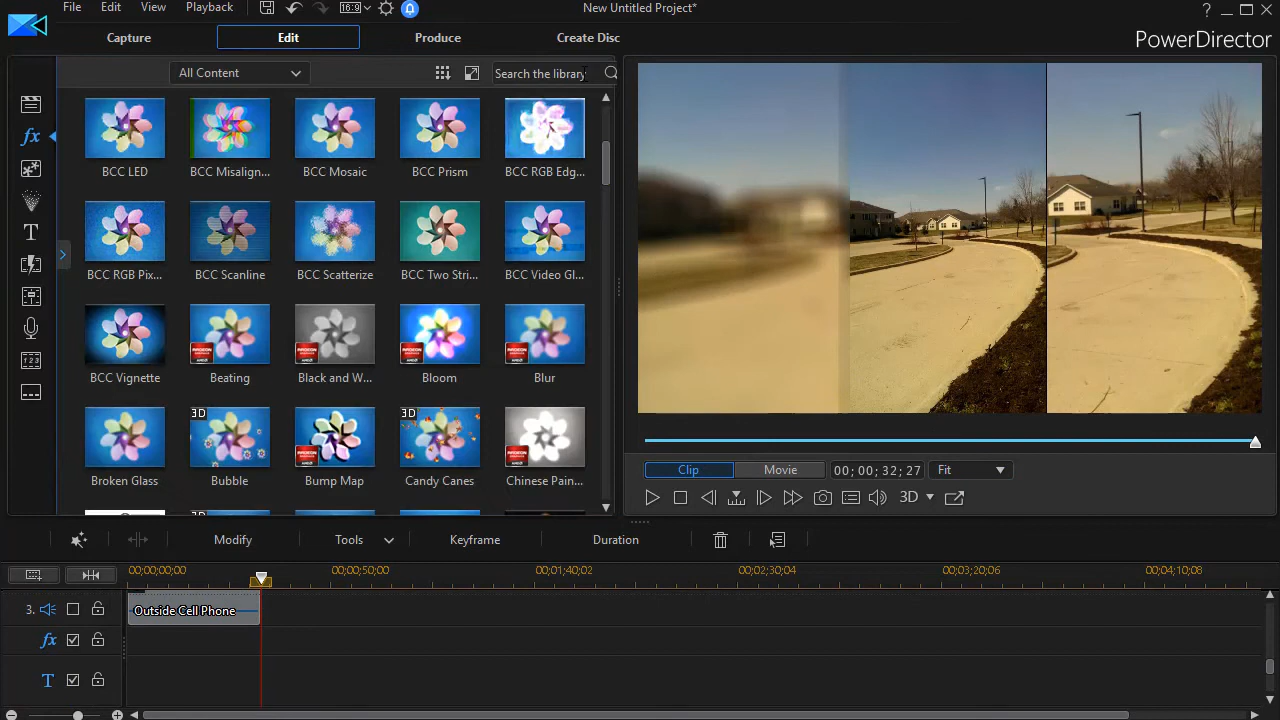 File Edit View Playback 16:9 New Untitled Project* ?
Capture Edit Produce Create Disc PowerDirector
All Content Search the library
fx
BCC LED BCC Misalign... BCC Mosaic BCC Prism BCC RGB Edg...
BCC RGB Pix... BCC Scanline BCC Scatterize BCC Two Stri... BCC Video Gl...
BCC Vignette Beating Black and W... Bloom Blur
3D 3D
Broken Glass Bubble Bump Map Candy Canes Chinese Pain...
3D
T
Clip Movie 00; 00; 32; 27 Fit
3D
Modify Tools Keyframe Duration
00;00;00;00 00;00;50;00 00;01;40;02 00;02;30;04 00;03;20;06 00;04;10;08
3. Outside Cell Phone
fx
T